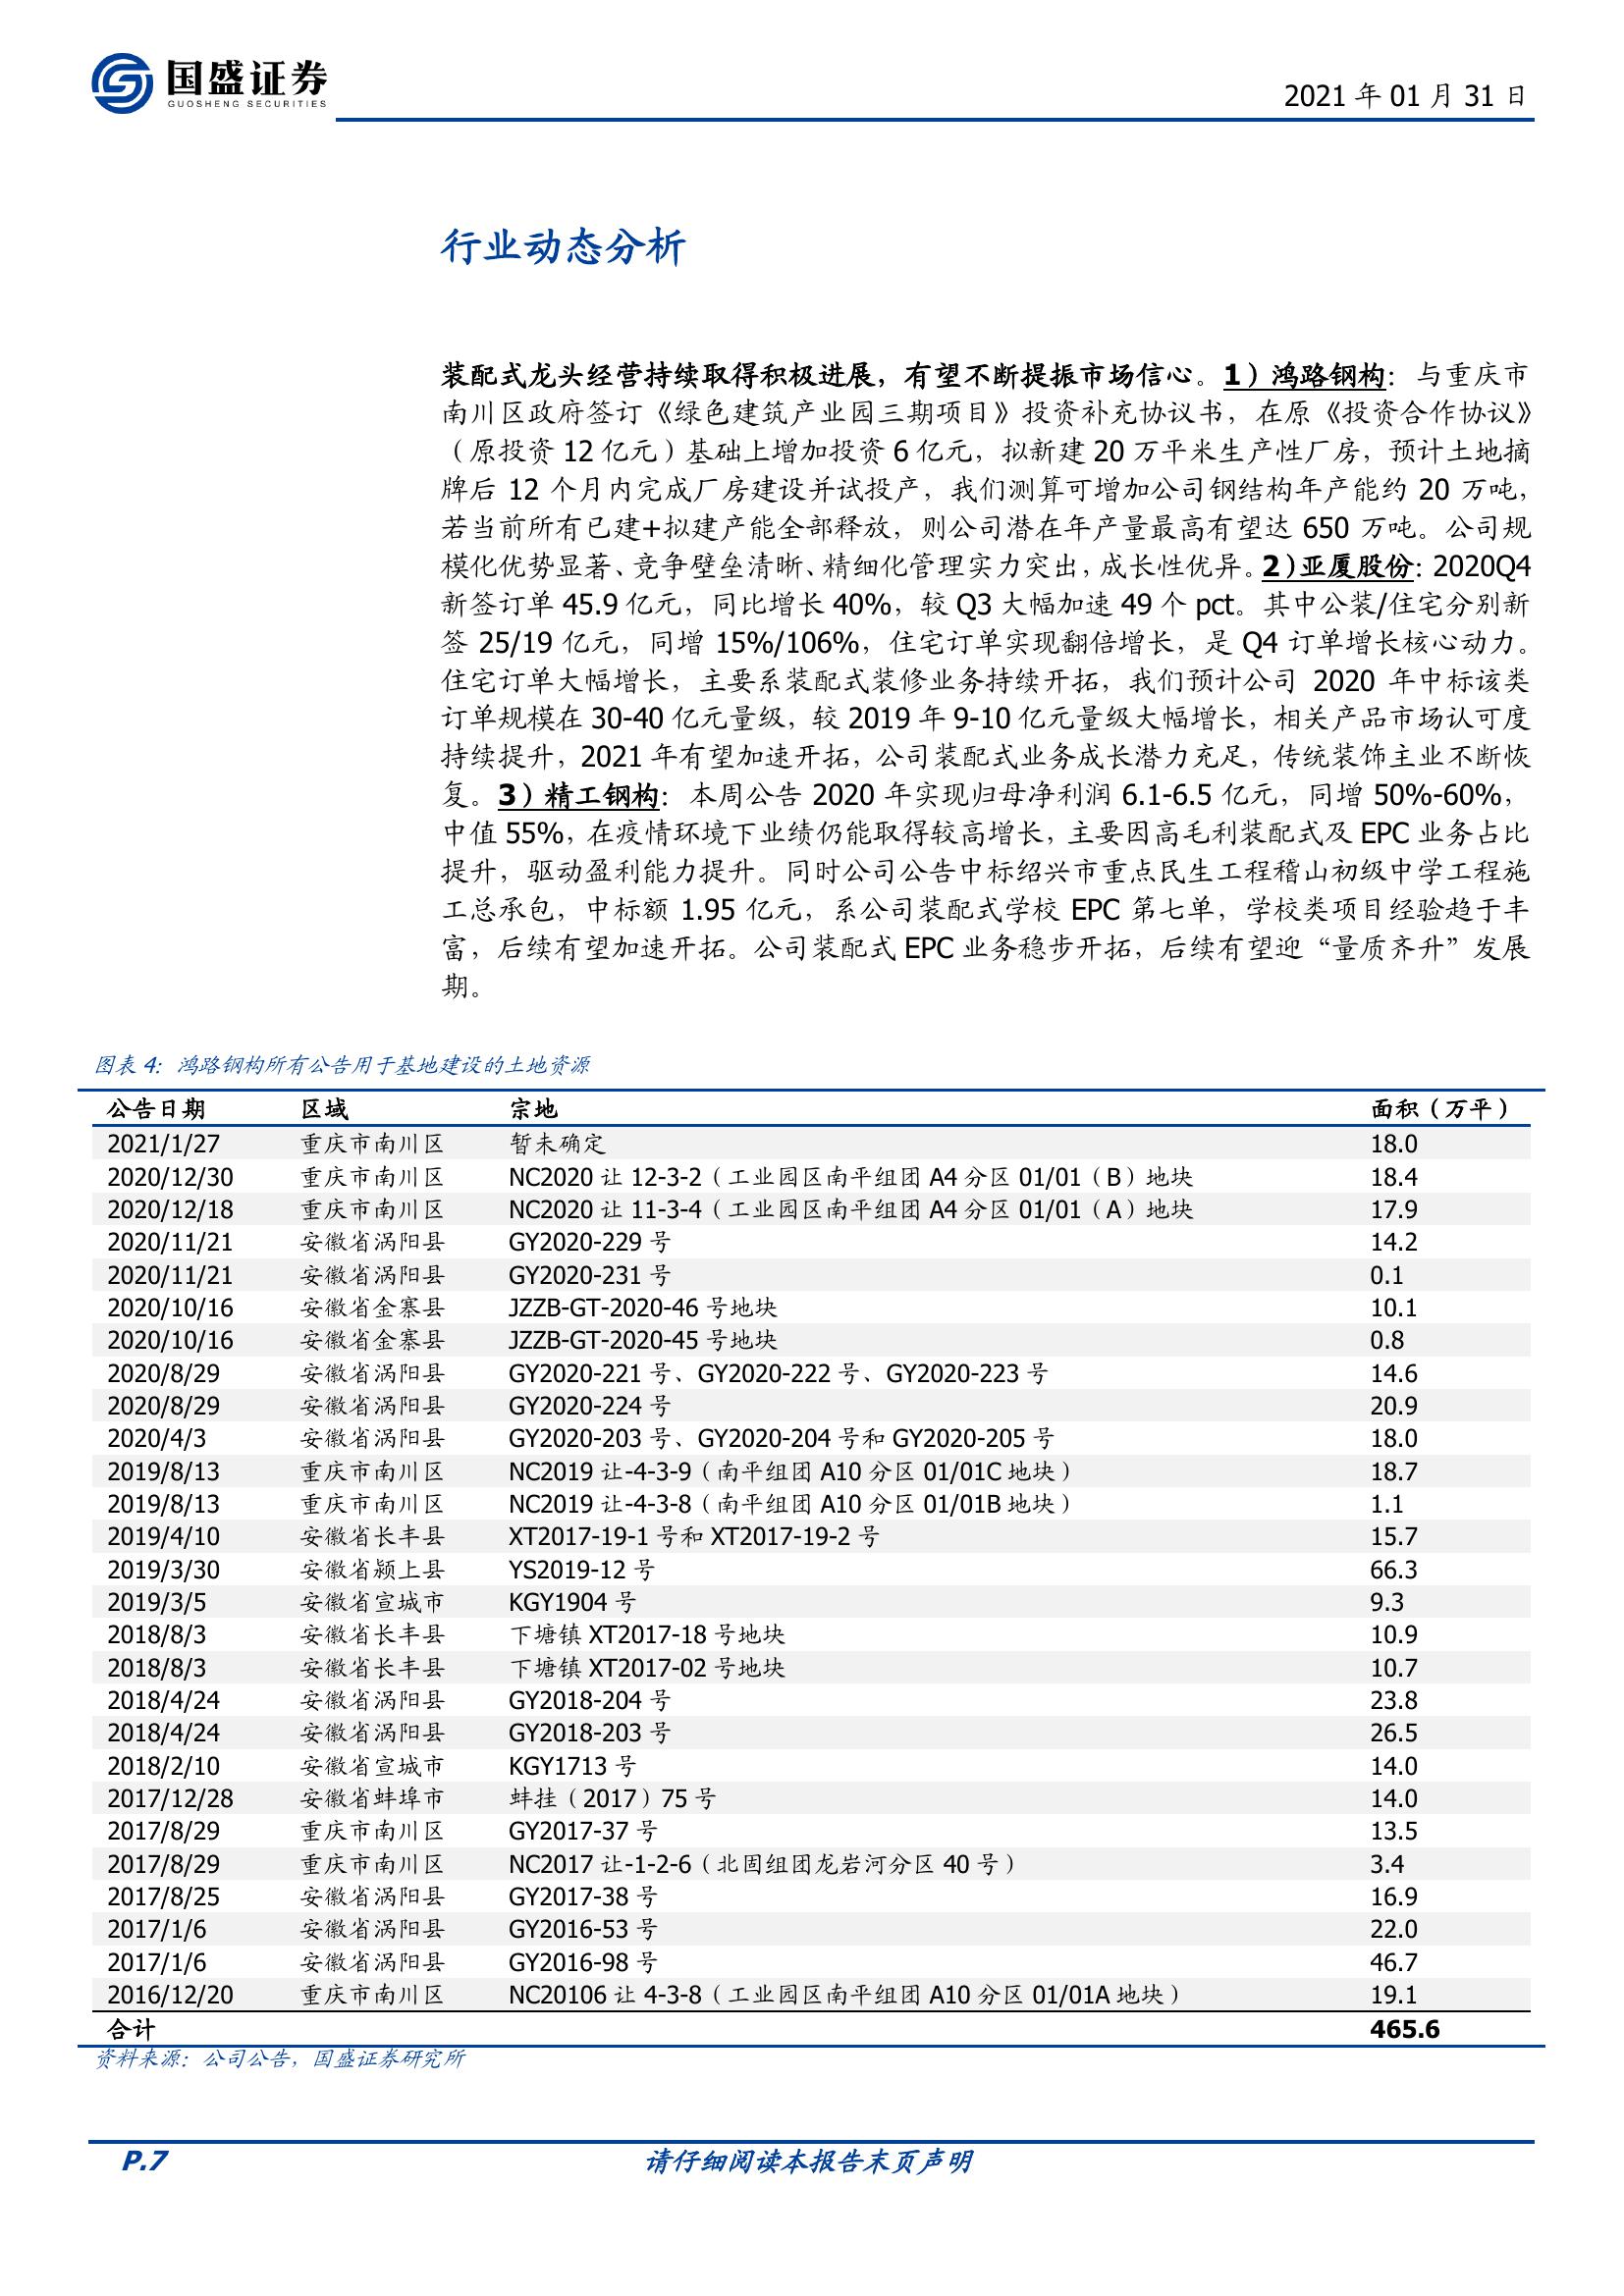 国盛证券
GUOSHENG SECURITIES
2021 年 01 月 31 日
行业动态分析
装配式龙头经营持续取得积极进展，有望不断提振市场信心。1）鸿路钢构：与重庆市
南川区政府签订《绿色建筑产业园三期项目》投资补充协议书，在原《投资合作协议》
（原投资 12 亿元）基础上增加投资 6 亿元，拟新建 20 万平米生产性厂房，预计土地摘
牌后 12 个月内完成厂房建设并试投产，我们测算可增加公司钢结构年产能约 20 万吨，
若当前所有已建+拟建产能全部释放，则公司潜在年产量最高有望达 650 万吨。公司规
模化优势显著、竞争壁垒清晰、精细化管理实力突出，成长性优异。2）亚厦股份：2020Q4
新签订单 45.9 亿元，同比增长 40%，较 Q3 大幅加速 49 个 pct。其中公装/住宅分别新
签 25/19 亿元，同增 15%/106%，住宅订单实现翻倍增长，是 Q4 订单增长核心动力。
住宅订单大幅增长，主要系装配式装修业务持续开拓，我们预计公司 2020 年中标该类
订单规模在 30-40 亿元量级，较 2019 年 9-10 亿元量级大幅增长，相关产品市场认可度
持续提升，2021 年有望加速开拓，公司装配式业务成长潜力充足，传统装饰主业不断恢
复。3）精工钢构：本周公告 2020 年实现归母净利润 6.1-6.5 亿元，同增 50%-60%，
中值 55%，在疫情环境下业绩仍能取得较高增长，主要因高毛利装配式及 EPC 业务占比
提升，驱动盈利能力提升。同时公司公告中标绍兴市重点民生工程稽山初级中学工程施
工总承包，中标额 1.95 亿元，系公司装配式学校 EPC 第七单，学校类项目经验趋于丰
富，后续有望加速开拓。公司装配式 EPC 业务稳步开拓，后续有望迎“量质齐升”发展
期。
图表 4：鸿路钢构所有公告用于基地建设的土地资源
公告日期 区域 宗地 面积（万平）
2021/1/27 重庆市南川区 暂未确定 18.0
2020/12/30 重庆市南川区 NC2020 让 12-3-2（工业园区南平组团 A4 分区 01/01（B）地块 18.4
2020/12/18 重庆市南川区 NC2020 让 11-3-4（工业园区南平组团 A4 分区 01/01（A）地块 17.9
2020/11/21 安徽省涡阳县 GY2020-229 号 14.2
2020/11/21 安徽省涡阳县 GY2020-231 号 0.1
2020/10/16 安徽省金寨县 JZZB-GT-2020-46 号地块 10.1
2020/10/16 安徽省金寨县 JZZB-GT-2020-45 号地块 0.8
2020/8/29 安徽省涡阳县 GY2020-221 号、GY2020-222 号、GY2020-223 号 14.6
2020/8/29 安徽省涡阳县 GY2020-224 号 20.9
2020/4/3 安徽省涡阳县 GY2020-203 号、GY2020-204 号和 GY2020-205 号 18.0
2019/8/13 重庆市南川区 NC2019 让-4-3-9（南平组团 A10 分区 01/01C 地块） 18.7
2019/8/13 重庆市南川区 NC2019 让-4-3-8（南平组团 A10 分区 01/01B 地块） 1.1
2019/4/10 安徽省长丰县 XT2017-19-1 号和 XT2017-19-2 号 15.7
2019/3/30 安徽省颍上县 YS2019-12 号 66.3
2019/3/5 安徽省宣城市 KGY1904 号 9.3
2018/8/3 安徽省长丰县 下塘镇 XT2017-18 号地块 10.9
2018/8/3 安徽省长丰县 下塘镇 XT2017-02 号地块 10.7
2018/4/24 安徽省涡阳县 GY2018-204 号 23.8
2018/4/24 安徽省涡阳县 GY2018-203 号 26.5
2018/2/10 安徽省宣城市 KGY1713 号 14.0
2017/12/28 安徽省蚌埠市 蚌挂（2017）75 号 14.0
2017/8/29 重庆市南川区 GY2017-37 号 13.5
2017/8/29 重庆市南川区 NC2017 让-1-2-6（北固组团龙岩河分区 40 号） 3.4
2017/8/25 安徽省涡阳县 GY2017-38 号 16.9
2017/1/6 安徽省涡阳县 GY2016-53 号 22.0
2017/1/6 安徽省涡阳县 GY2016-98 号 46.7
2016/12/20 重庆市南川区 NC20106 让 4-3-8（工业园区南平组团 A10 分区 01/01A 地块） 19.1
合计 465.6
资料来源：公司公告，国盛证券研究所
P.7 请仔细阅读本报告末页声明